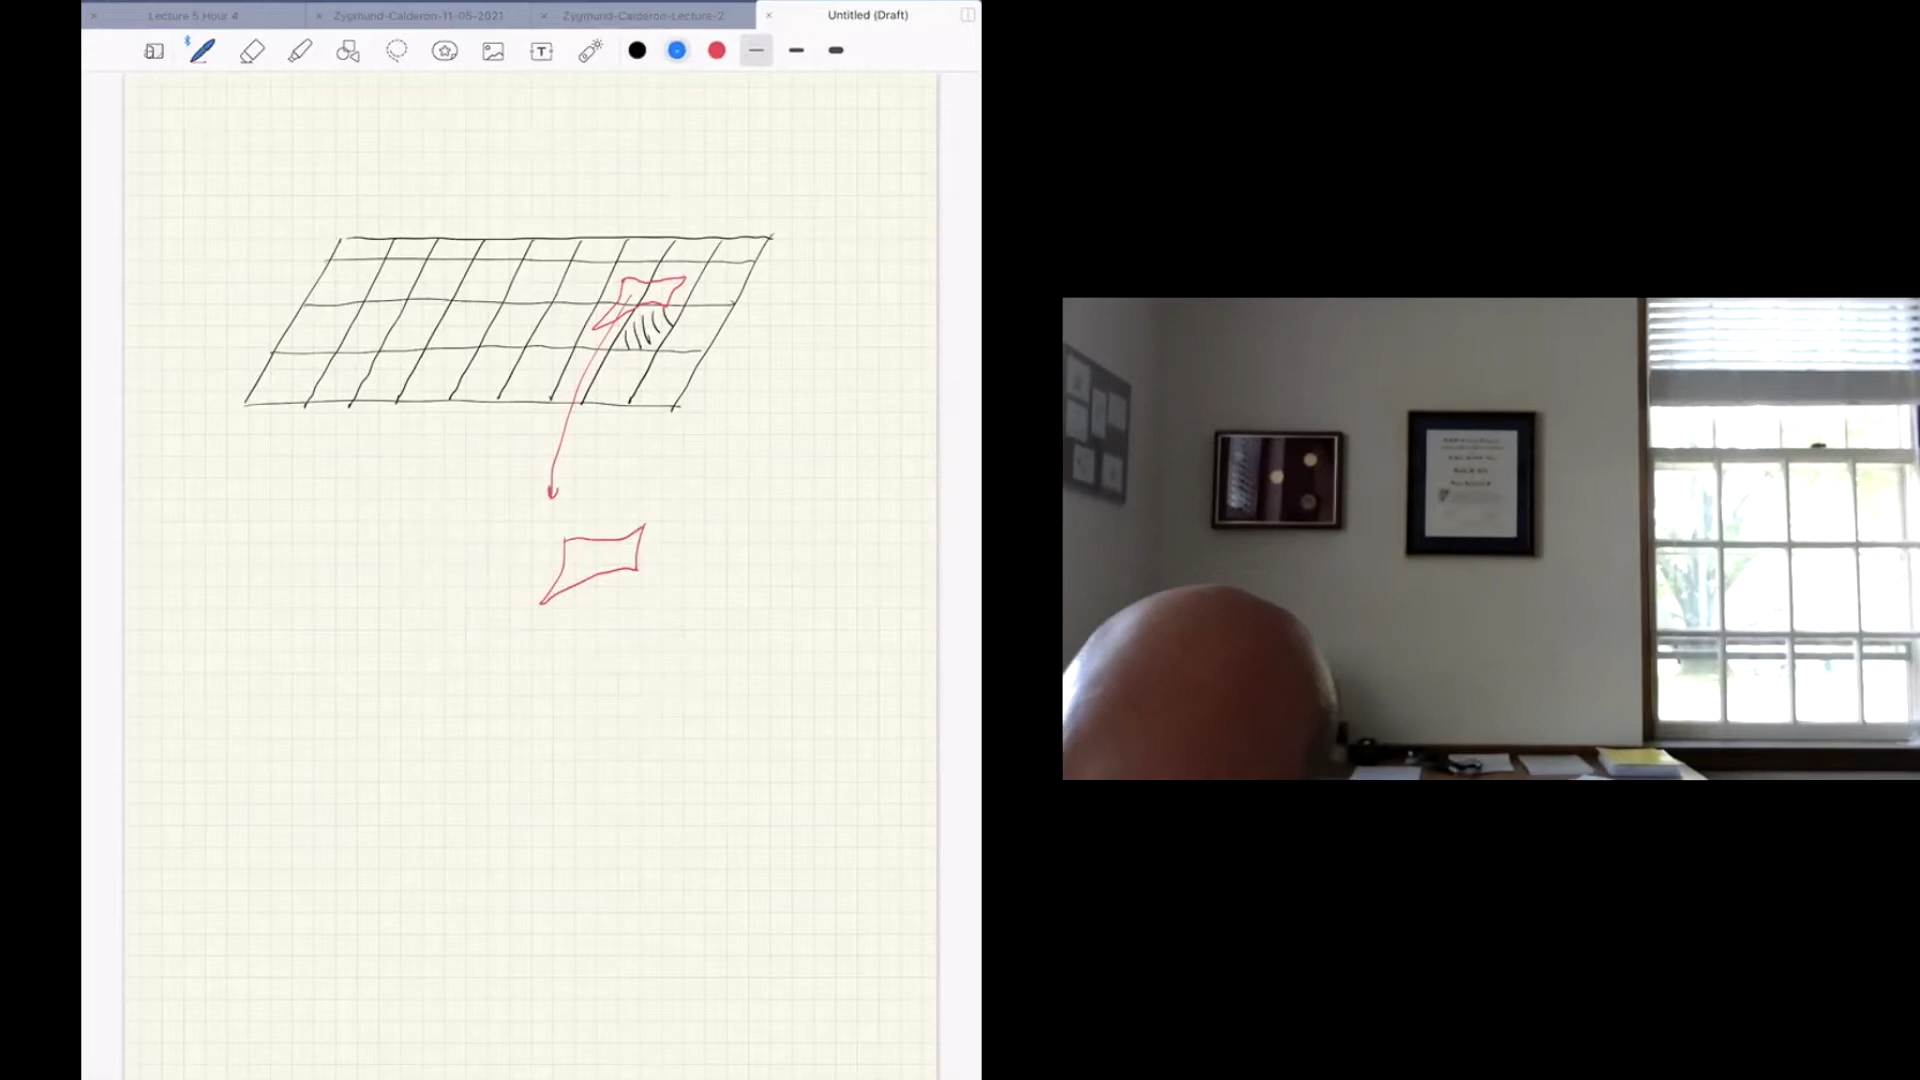 Lecture 5 Hour 4
Zygmund-Calderon-11-05-2021
Zygmund-Calderon-Lecture-2
Untitled (Draft)
T